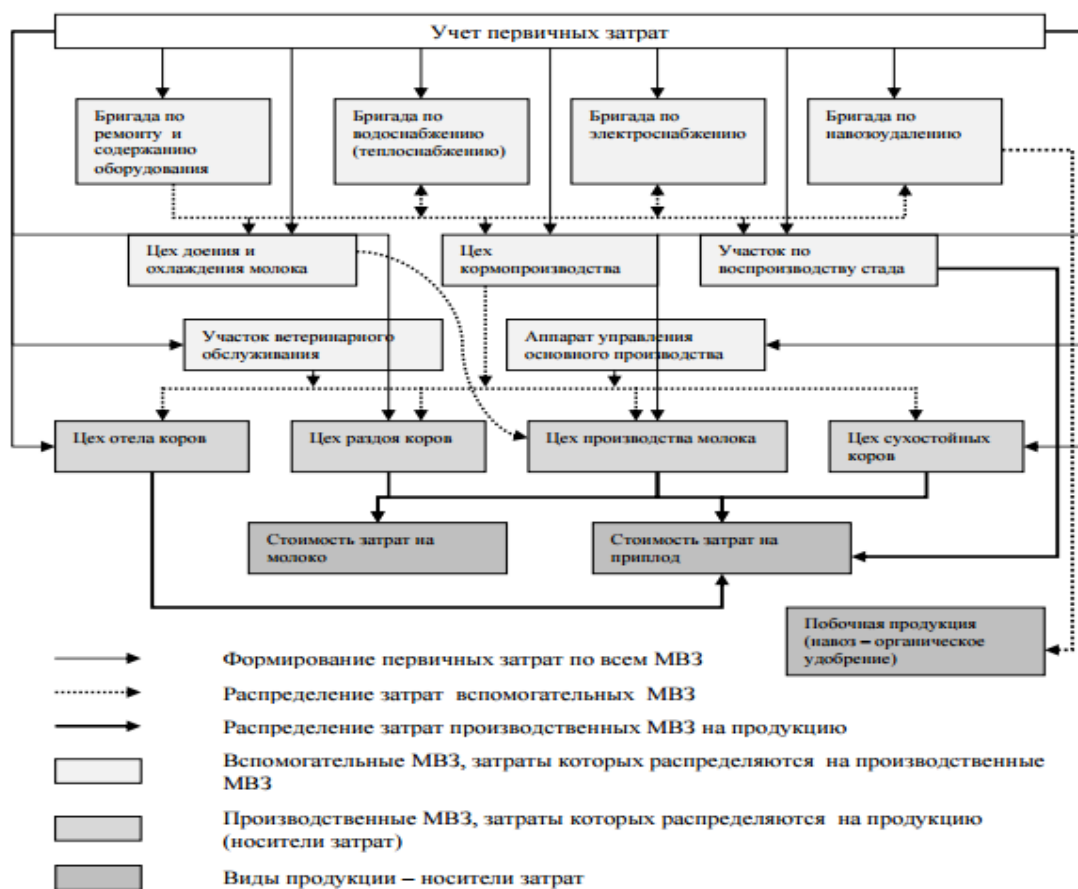 Учет первичных затрат
Бригада по
ремонту и
содержанию
оборудования
Бригада по
водоснабжению
(теплоснабжению)
Бригада по
электроснабжению
Бригада по
навозоудалению
Цех доения и
охлаждения молока
Цех
кормопроизводства
Участок по
воспроизводству стада
Участок ветеринарного
обслуживания
Аппарат управления
основного производства
Цех отела коров
Цех раздоя коров
Цех производства молока
Цех сухостойных
коров
Стоимость затрат на
молоко
Стоимость затрат на
приплод
Побочная продукция
(навоз – органическое
удобрение)
Формирование первичных затрат по всем МВЗ
Распределение затрат вспомогательных МВЗ
Распределение затрат производственных МВЗ на продукцию
Вспомогательные МВЗ, затраты которых распределяются на производственные
МВЗ
Производственные МВЗ, затраты которых распределяются на продукцию
(носители затрат)
Виды продукции – носители затрат